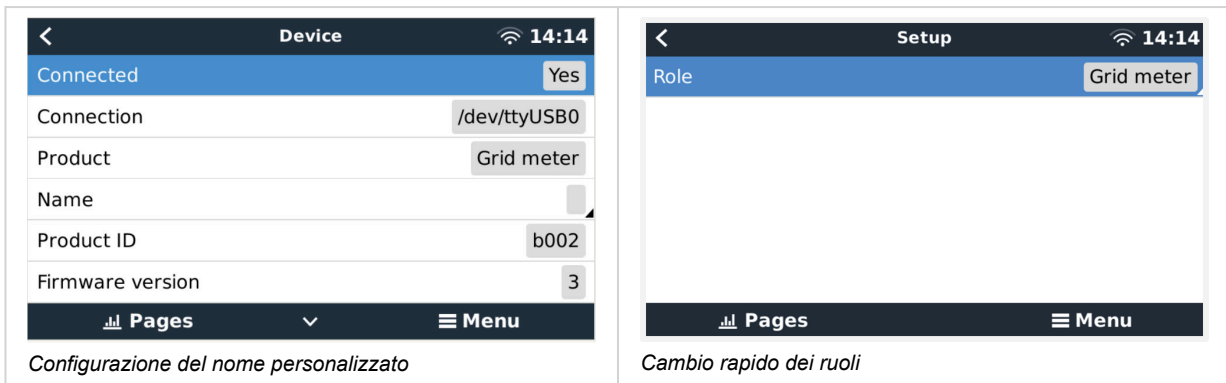 Device 14:14
Connected Yes
Connection /dev/ttyUSB0
Product Grid meter
Name
Product ID b002
Firmware version 3
Pages Menu
Configurazione del nome personalizzato
Setup 14:14
Role Grid meter
Pages Menu
Cambio rapido dei ruoli